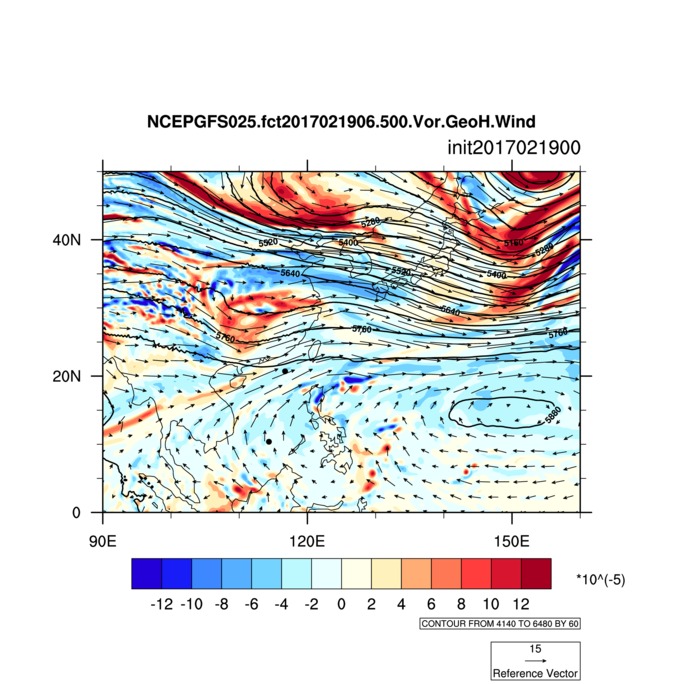 NCEPGFS025.fct2017021906.500.Vor.GeoH.Wind
init2017021900
40N
20N
0
90E 120E 150E
5280
5160
5280
5520
5400
5640
5520
5400
5640
5760
5760
5760
5880
-12 -10 -8 -6 -4 -2 0 2 4 6 8 10 12
*10^(-5)
CONTOUR FROM 4140 TO 6480 BY 60
15
Reference Vector